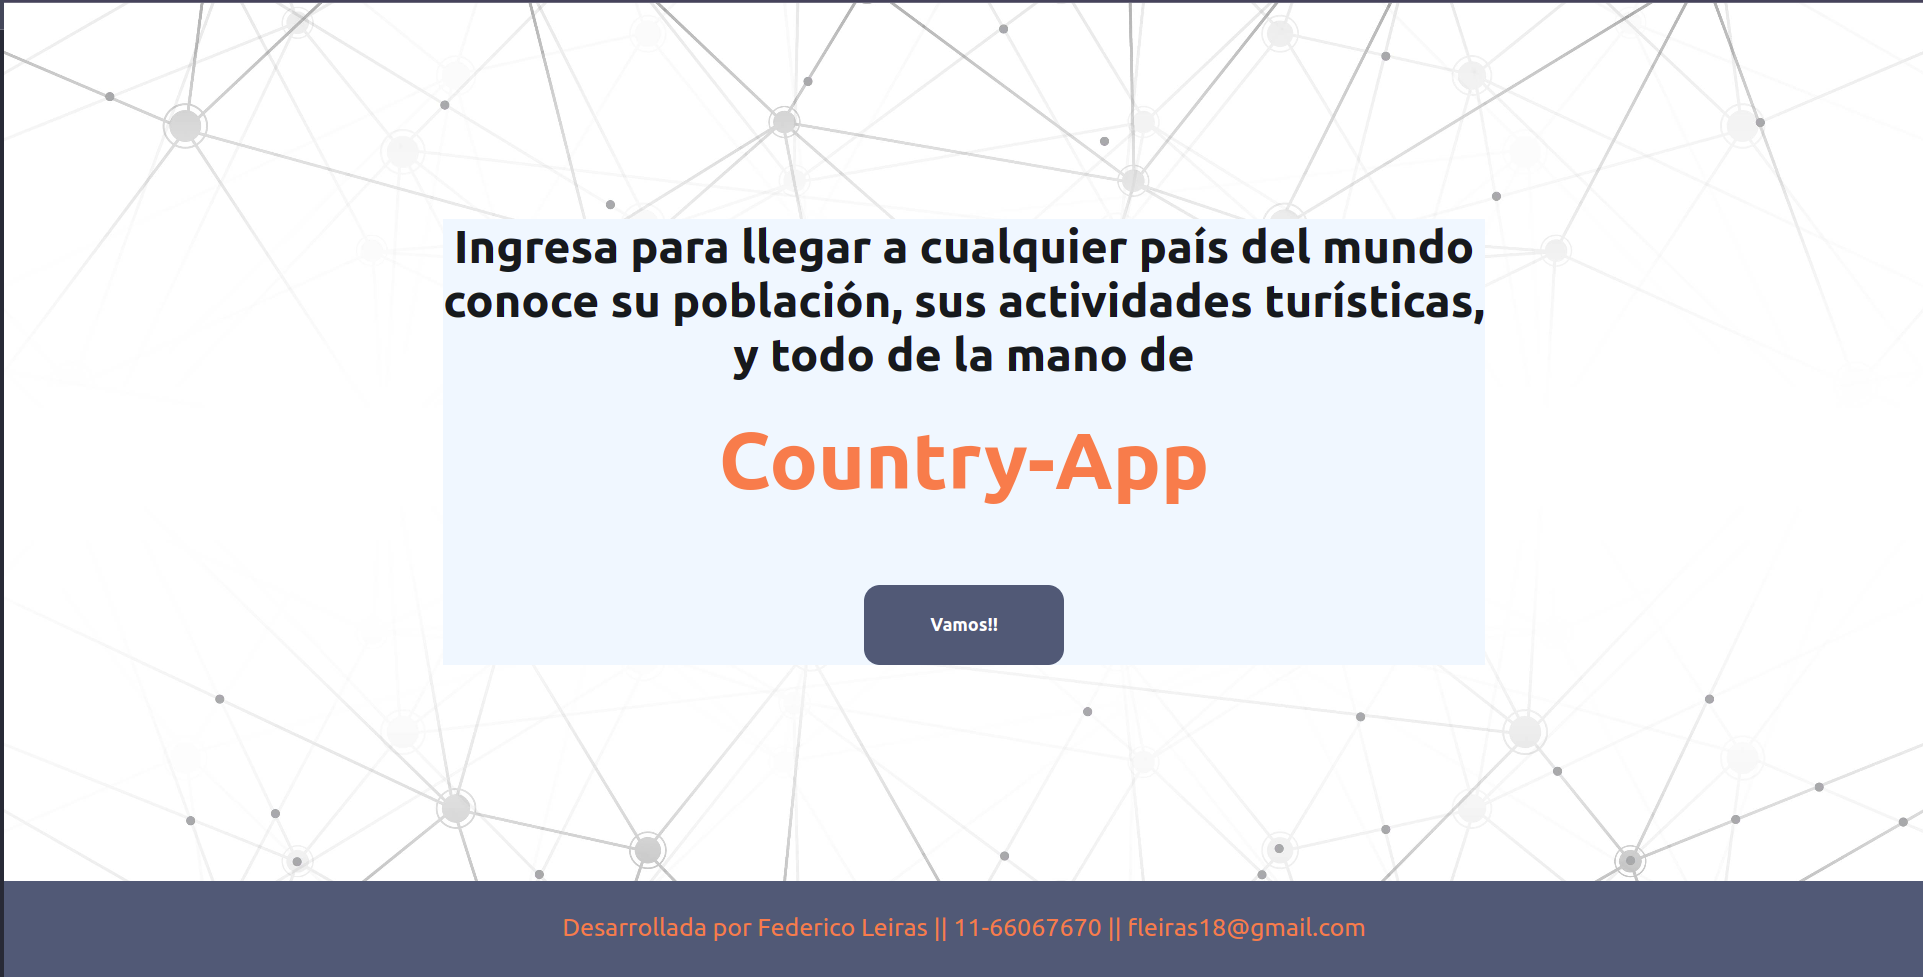 Ingresa para llegar a cualquier país del mundo
conoce su población, sus actividades turísticas,
y todo de la mano de
Country-App
Vamos!!
Desarrollada por Federico Leiras || 11-66067670 || fleiras18@gmail.com